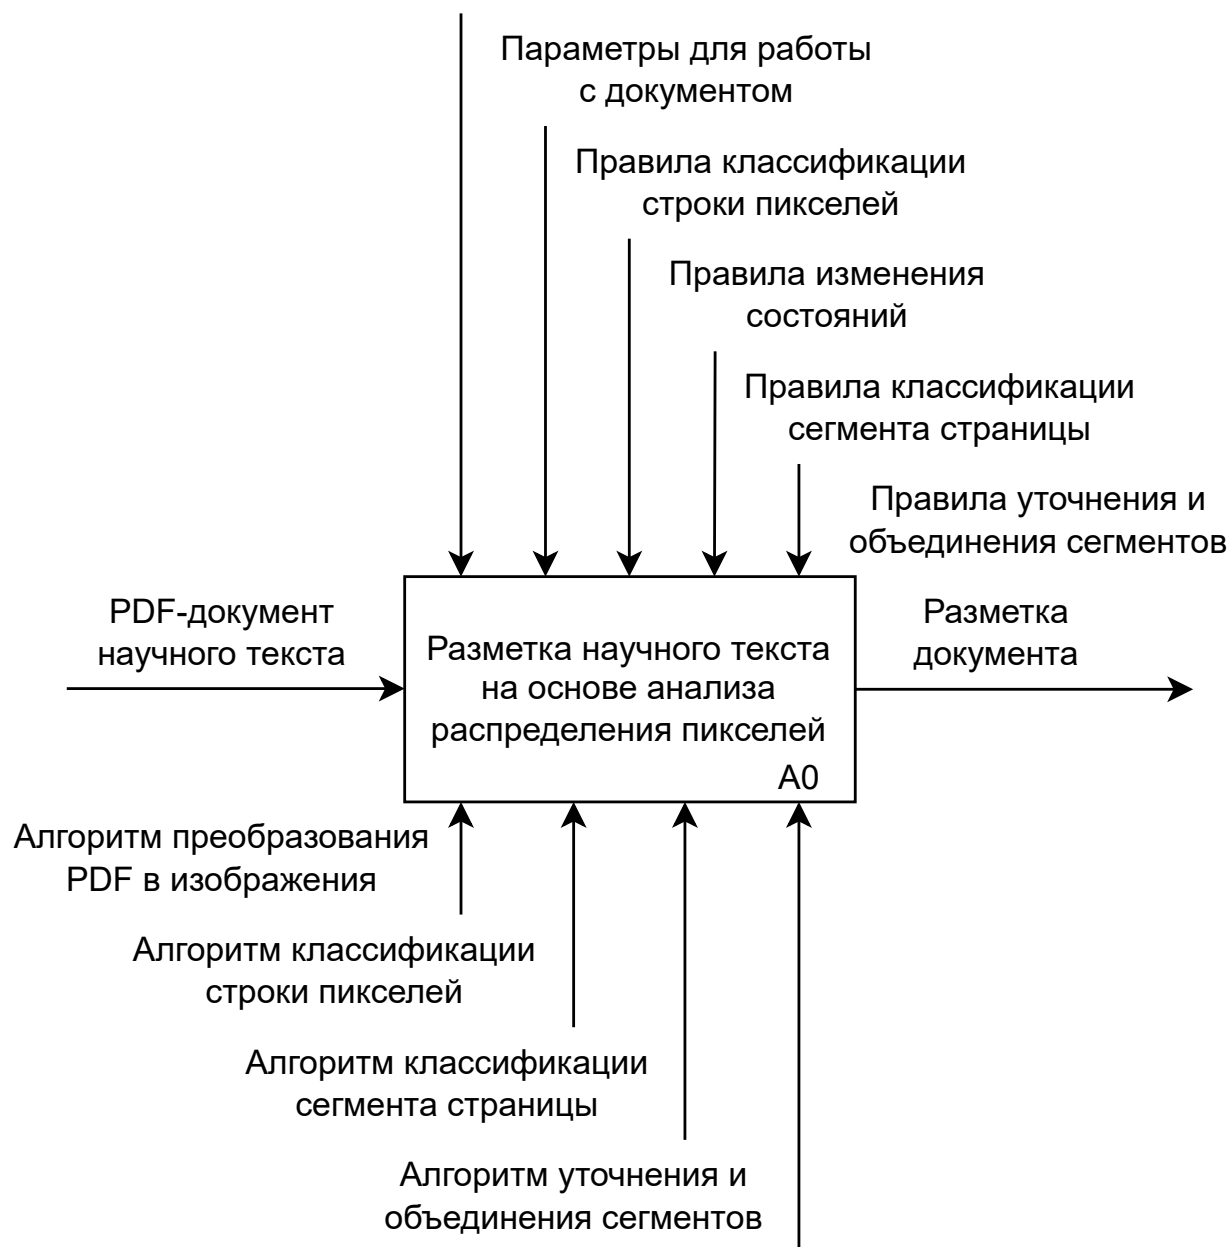 Параметры для работы
с документом
Правила классификации
строки пикселей
Правила изменения
состояний
Правила классификации
сегмента страницы
Правила уточнения и
объединения сегментов
PDF-документ
научного текста
Разметка научного текста
на основе анализа
распределения пикселей
A0
Разметка
документа
Алгоритм преобразования
PDF в изображения
Алгоритм классификации
строки пикселей
Алгоритм классификации
сегмента страницы
Алгоритм уточнения и
объединения сегментов